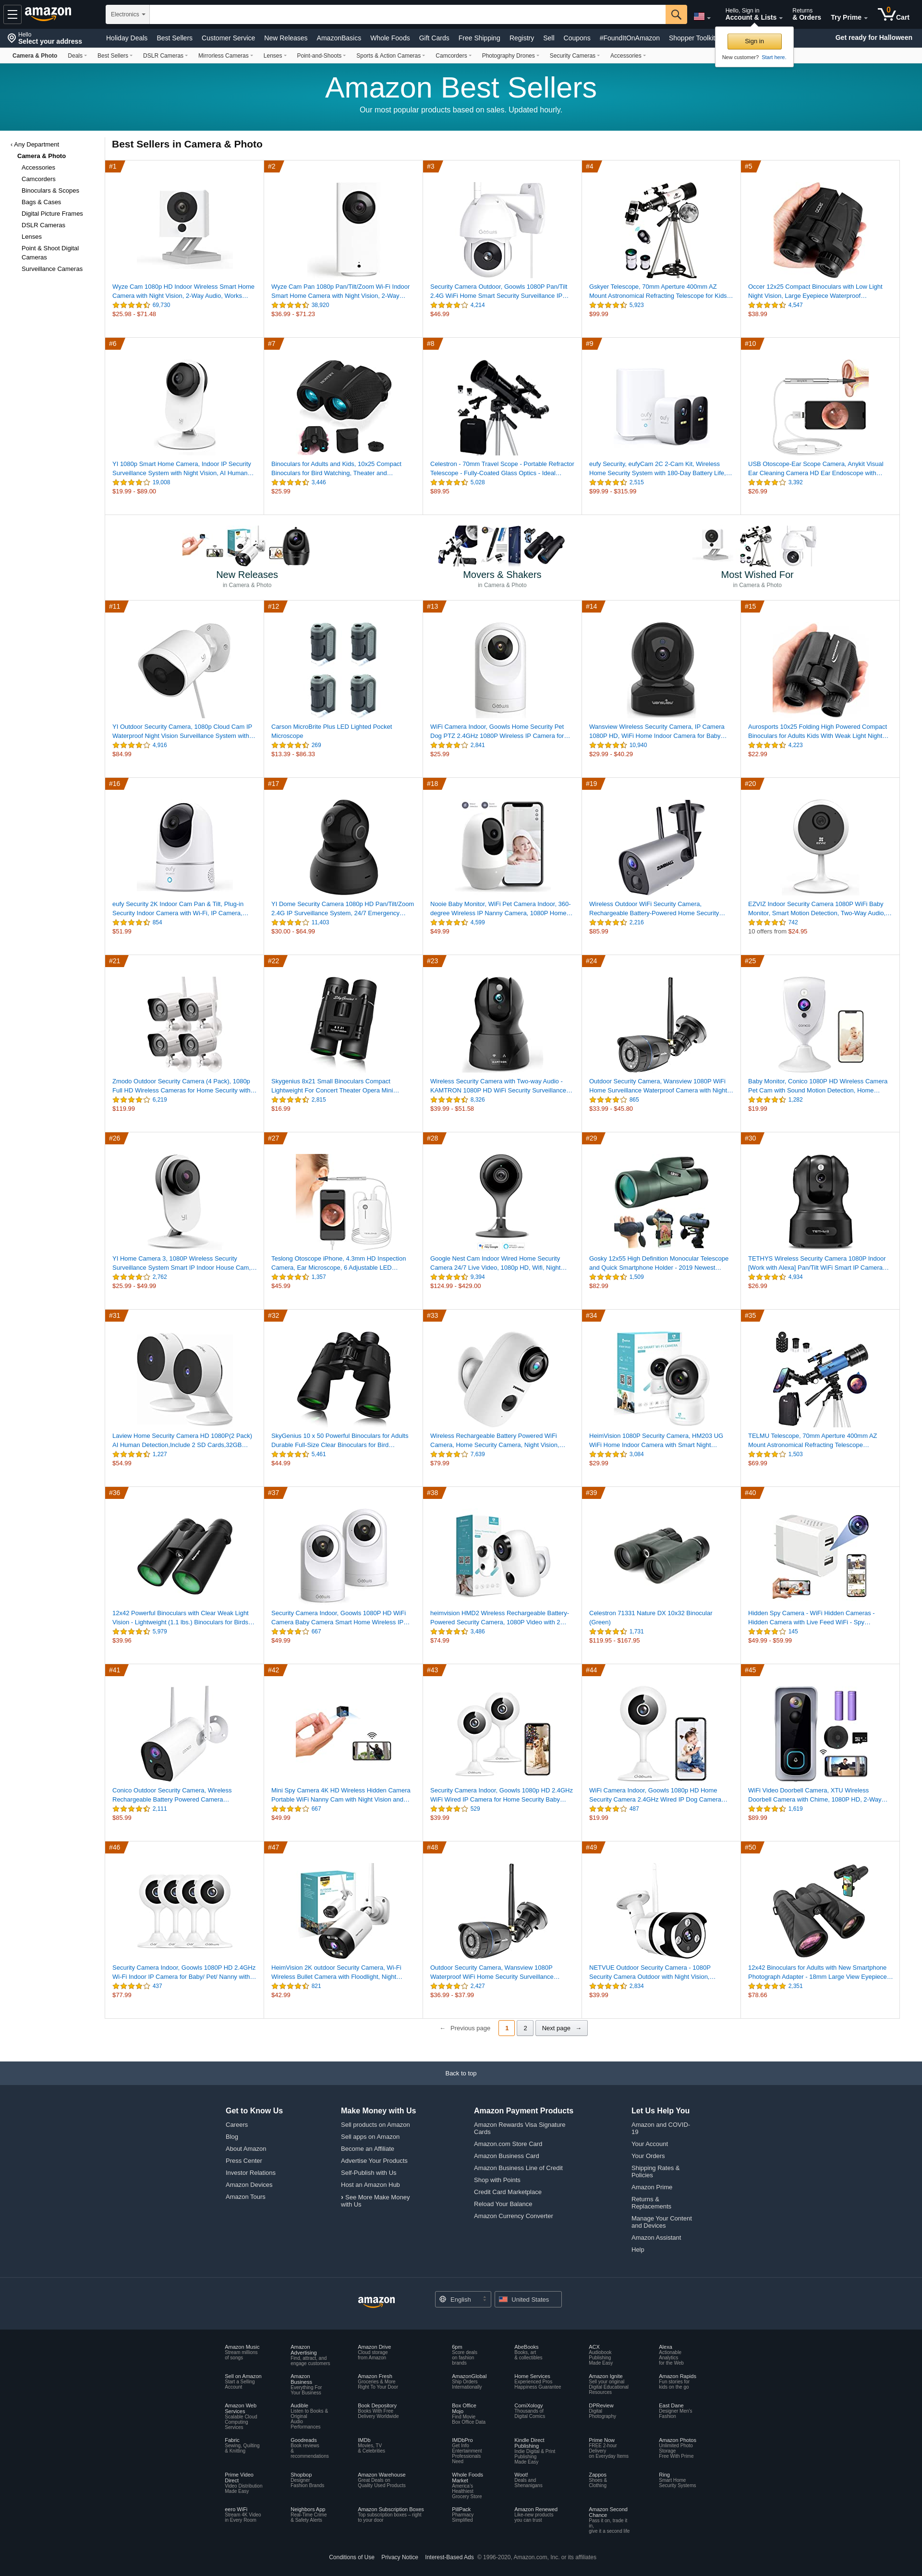 amazon
Electronics
Hello
Select your address
Hello, Sign in
Account & Lists
Returns
& Orders
Try Prime
0
Cart
Holiday Deals
Best Sellers
Customer Service
New Releases
AmazonBasics
Whole Foods
Gift Cards
Free Shipping
Registry
Sell
Coupons
#FoundItOnAmazon
Shopper Toolkit
Get ready for Halloween
Sign in
New customer? Start here.
Camera & Photo
Deals
Best Sellers
DSLR Cameras
Mirrorless Cameras
Lenses
Point-and-Shoots
Sports & Action Cameras
Camcorders
Photography Drones
Security Cameras
Accessories
Amazon Best Sellers
Our most popular products based on sales. Updated hourly.
‹ Any Department
Camera & Photo
Accessories
Camcorders
Binoculars & Scopes
Bags & Cases
Digital Picture Frames
DSLR Cameras
Lenses
Point & Shoot Digital
Cameras
Surveillance Cameras
Best Sellers in Camera & Photo
#1
Wyze Cam 1080p HD Indoor Wireless Smart Home
Camera with Night Vision, 2-Way Audio, Works…
69,730
$25.98 - $71.48
#2
Wyze Cam Pan 1080p Pan/Tilt/Zoom Wi-Fi Indoor
Smart Home Camera with Night Vision, 2-Way…
38,920
$36.99 - $71.23
#3
Security Camera Outdoor, Goowls 1080P Pan/Tilt
2.4G WiFi Home Smart Security Surveillance IP…
4,214
$46.99
#4
Gskyer Telescope, 70mm Aperture 400mm AZ
Mount Astronomical Refracting Telescope for Kids…
5,923
$99.99
#5
Occer 12x25 Compact Binoculars with Low Light
Night Vision, Large Eyepiece Waterproof…
4,547
$38.99
#6
YI 1080p Smart Home Camera, Indoor IP Security
Surveillance System with Night Vision, AI Human…
19,008
$19.99 - $89.00
#7
Binoculars for Adults and Kids, 10x25 Compact
Binoculars for Bird Watching, Theater and…
3,446
$25.99
#8
Celestron - 70mm Travel Scope - Portable Refractor
Telescope - Fully-Coated Glass Optics - Ideal…
5,028
$89.95
#9
eufy Security, eufyCam 2C 2-Cam Kit, Wireless
Home Security System with 180-Day Battery Life,…
2,515
$99.99 - $315.99
#10
USB Otoscope-Ear Scope Camera, Anykit Visual
Ear Cleaning Camera HD Ear Endoscope with…
3,392
$26.99
New Releases
in Camera & Photo
Movers & Shakers
in Camera & Photo
Most Wished For
in Camera & Photo
#11
YI Outdoor Security Camera, 1080p Cloud Cam IP
Waterproof Night Vision Surveillance System with…
4,916
$84.99
#12
Carson MicroBrite Plus LED Lighted Pocket
Microscope
269
$13.39 - $86.33
#13
WiFi Camera Indoor, Goowls Home Security Pet
Dog PTZ 2.4GHz 1080P Wireless IP Camera for…
2,841
$25.99
#14
Wansview Wireless Security Camera, IP Camera
1080P HD, WiFi Home Indoor Camera for Baby…
10,940
$29.99 - $40.29
#15
Aurosports 10x25 Folding High Powered Compact
Binoculars for Adults Kids With Weak Light Night…
4,223
$22.99
#16
eufy Security 2K Indoor Cam Pan & Tilt, Plug-in
Security Indoor Camera with Wi-Fi, IP Camera,…
854
$51.99
#17
YI Dome Security Camera 1080p HD Pan/Tilt/Zoom
2.4G IP Surveillance System, 24/7 Emergency…
11,403
$30.00 - $64.99
#18
Nooie Baby Monitor, WiFi Pet Camera Indoor, 360-
degree Wireless IP Nanny Camera, 1080P Home…
4,599
$49.99
#19
Wireless Outdoor WiFi Security Camera,
Rechargeable Battery-Powered Home Security…
2,216
$85.99
#20
EZVIZ Indoor Security Camera 1080P WiFi Baby
Monitor, Smart Motion Detection, Two-Way Audio,…
742
10 offers from $24.95
#21
Zmodo Outdoor Security Camera (4 Pack), 1080p
Full HD Wireless Cameras for Home Security with…
6,219
$119.99
#22
Skygenius 8x21 Small Binoculars Compact
Lightweight For Concert Theater Opera Mini…
2,815
$16.99
#23
Wireless Security Camera with Two-way Audio -
KAMTRON 1080P HD WiFi Security Surveillance…
8,326
$39.99 - $51.58
#24
Outdoor Security Camera, Wansview 1080P WiFi
Home Surveillance Waterproof Camera with Night…
865
$33.99 - $45.80
#25
Baby Monitor, Conico 1080P HD Wireless Camera
Pet Cam with Sound Motion Detection, Home…
1,282
$19.99
#26
YI Home Camera 3, 1080P Wireless Security
Surveillance System Smart IP Indoor House Cam…
2,762
$25.99 - $49.99
#27
Teslong Otoscope iPhone, 4.3mm HD Inspection
Camera, Ear Microscope, 6 Adjustable LED…
1,357
$45.99
#28
Google Nest Cam Indoor Wired Home Security
Camera 24/7 Live Video, 1080p HD, Wifi, Night…
9,394
$124.99 - $429.00
#29
Gosky 12x55 High Definition Monocular Telescope
and Quick Smartphone Holder - 2019 Newest…
1,509
$82.99
#30
TETHYS Wireless Security Camera 1080P Indoor
[Work with Alexa] Pan/Tilt WiFi Smart IP Camera…
4,934
$26.99
#31
Laview Home Security Camera HD 1080P(2 Pack)
AI Human Detection,Include 2 SD Cards,32GB…
1,227
$54.99
#32
SkyGenius 10 x 50 Powerful Binoculars for Adults
Durable Full-Size Clear Binoculars for Bird…
5,461
$44.99
#33
Wireless Rechargeable Battery Powered WiFi
Camera, Home Security Camera, Night Vision,…
7,639
$79.99
#34
HeimVision 1080P Security Camera, HM203 UG
WiFi Home Indoor Camera with Smart Night…
3,084
$29.99
#35
TELMU Telescope, 70mm Aperture 400mm AZ
Mount Astronomical Refracting Telescope…
1,503
$69.99
#36
12x42 Powerful Binoculars with Clear Weak Light
Vision - Lightweight (1.1 lbs.) Binoculars for Birds…
5,979
$39.96
#37
Security Camera Indoor, Goowls 1080P HD WiFi
Camera Baby Camera Smart Home Wireless IP…
667
$49.99
#38
heimvision HMD2 Wireless Rechargeable Battery-
Powered Security Camera, 1080P Video with 2…
3,486
$74.99
#39
Celestron 71331 Nature DX 10x32 Binocular
(Green)
1,731
$119.95 - $167.95
#40
Hidden Spy Camera - WiFi Hidden Cameras -
Hidden Camera with Live Feed WiFi - Spy…
145
$49.99 - $59.99
#41
Conico Outdoor Security Camera, Wireless
Rechargeable Battery Powered Camera…
2,111
$85.99
#42
Mini Spy Camera 4K HD Wireless Hidden Camera
Portable WiFi Nanny Cam with Night Vision and…
667
$49.99
#43
Security Camera Indoor, Goowls 1080p HD 2.4GHz
WiFi Wired IP Camera for Home Security Baby…
529
$39.99
#44
WiFi Camera Indoor, Goowls 1080p HD Home
Security Camera 2.4GHz Wired IP Dog Camera…
487
$19.99
#45
WiFi Video Doorbell Camera, XTU Wireless
Doorbell Camera with Chime, 1080P HD, 2-Way…
1,619
$89.99
#46
Security Camera Indoor, Goowls 1080P HD 2.4GHz
Wi-Fi Indoor IP Camera for Baby/ Pet/ Nanny with…
437
$77.99
#47
HeimVision 2K outdoor Security Camera, Wi-Fi
Wireless Bullet Camera with Floodlight, Night…
821
$42.99
#48
Outdoor Security Camera, Wansview 1080P
Waterproof WiFi Home Security Surveillance…
2,427
$36.99 - $37.99
#49
NETVUE Outdoor Security Camera - 1080P
Security Camera Outdoor with Night Vision,…
2,834
$39.99
#50
12x42 Binoculars for Adults with New Smartphone
Photograph Adapter - 18mm Large View Eyepiece…
2,351
$78.66
← Previous page 1 2 Next page →
Back to top
Get to Know Us
Careers
Blog
About Amazon
Press Center
Investor Relations
Amazon Devices
Amazon Tours
Make Money with Us
Sell products on Amazon
Sell apps on Amazon
Become an Affiliate
Advertise Your Products
Self-Publish with Us
Host an Amazon Hub
› See More Make Money
with Us
Amazon Payment Products
Amazon Rewards Visa Signature
Cards
Amazon.com Store Card
Amazon Business Card
Amazon Business Line of Credit
Shop with Points
Credit Card Marketplace
Reload Your Balance
Amazon Currency Converter
Let Us Help You
Amazon and COVID-
19
Your Account
Your Orders
Shipping Rates &
Policies
Amazon Prime
Returns &
Replacements
Manage Your Content
and Devices
Amazon Assistant
Help
amazon
English
United States
Amazon Music
Stream millions
of songs
Amazon
Advertising
Find, attract, and
engage customers
Amazon Drive
Cloud storage
from Amazon
6pm
Score deals
on fashion
brands
AbeBooks
Books, art
& collectibles
ACX
Audiobook
Publishing
Made Easy
Alexa
Actionable
Analytics
for the Web
Sell on Amazon
Start a Selling
Account
Amazon
Business
Everything For
Your Business
Amazon Fresh
Groceries & More
Right To Your Door
AmazonGlobal
Ship Orders
Internationally
Home Services
Experienced Pros
Happiness Guarantee
Amazon Ignite
Sell your original
Digital Educational
Resources
Amazon Rapids
Fun stories for
kids on the go
Amazon Web
Services
Scalable Cloud
Computing
Services
Audible
Listen to Books &
Original
Audio
Performances
Book Depository
Books With Free
Delivery Worldwide
Box Office
Mojo
Find Movie
Box Office Data
ComiXology
Thousands of
Digital Comics
DPReview
Digital
Photography
East Dane
Designer Men's
Fashion
Fabric
Sewing, Quilting
& Knitting
Goodreads
Book reviews
&
recommendations
IMDb
Movies, TV
& Celebrities
IMDbPro
Get Info
Entertainment
Professionals
Need
Kindle Direct
Publishing
Indie Digital & Print
Publishing
Made Easy
Prime Now
FREE 2-hour
Delivery
on Everyday Items
Amazon Photos
Unlimited Photo
Storage
Free With Prime
Prime Video
Direct
Video Distribution
Made Easy
Shopbop
Designer
Fashion Brands
Amazon Warehouse
Great Deals on
Quality Used Products
Whole Foods
Market
America's
Healthiest
Grocery Store
Woot!
Deals and
Shenanigans
Zappos
Shoes &
Clothing
Ring
Smart Home
Security Systems
eero WiFi
Stream 4K Video
in Every Room
Neighbors App
Real-Time Crime
& Safety Alerts
Amazon Subscription Boxes
Top subscription boxes – right
to your door
PillPack
Pharmacy
Simplified
Amazon Renewed
Like-new products
you can trust
Amazon Second
Chance
Pass it on, trade it
in,
give it a second life
Conditions of Use Privacy Notice Interest-Based Ads © 1996-2020, Amazon.com, Inc. or its affiliates